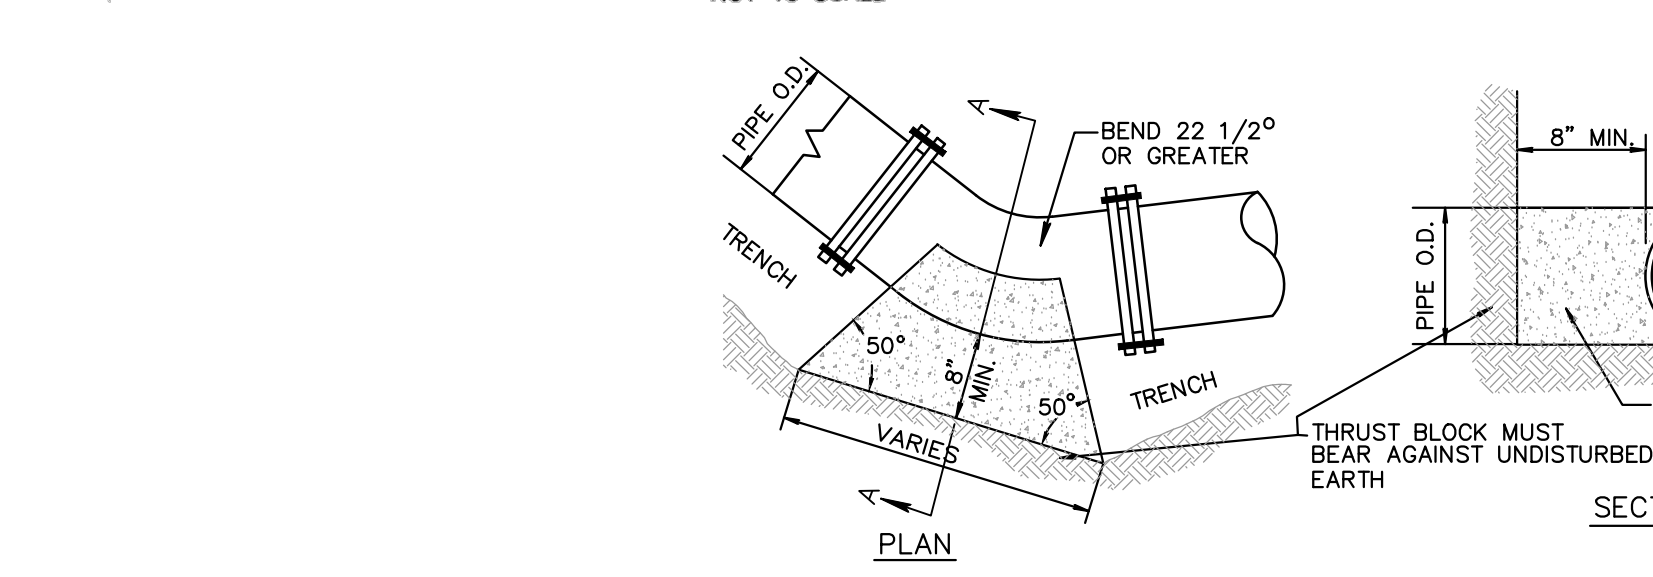 PIPE O.D.
A
BEND 22 1/2°
OR GREATER
8" MIN.
TRENCH
PIPE O.D.
50°
8"
MIN.
50°
TRENCH
VARIES
THRUST BLOCK MUST
BEAR AGAINST UNDISTURBED
EARTH
A
PLAN